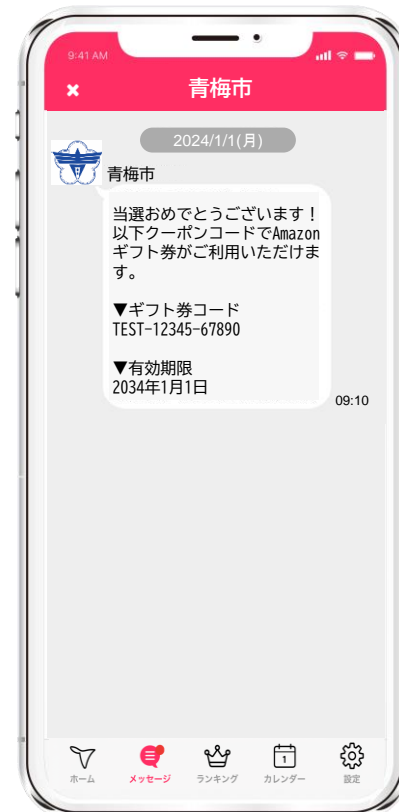 9:41 AM
青梅市
2024/1/1(月)
青梅市
当選おめでとうございます！
以下クーポンコードでAmazon
ギフト券がご利用いただけま
す。
▼ギフト券コード
TEST-12345-67890
▼有効期限
2034年1月1日
09:10
1
ホーム
メッセージ
ランキング
カレンダー
設定